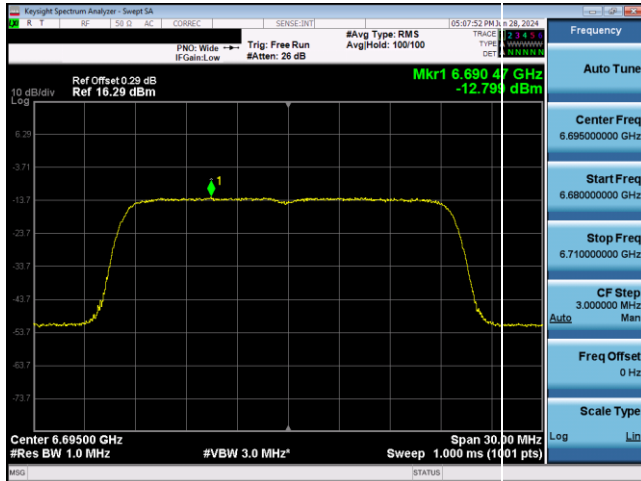 Keysight Spectrum Analyzer - Swept SA
R T RF 50 Ω AC CORREC SENSE:INT 05:07:52 PM Jun 28, 2024
PNO: Wide Trig: Free Run #Avg Type: RMS TRACE 1 2 3 4 5 6
IFGain:Low #Atten: 26 dB Avg|Hold: 100/100 TYPE A WWWWW
DET A NNNNN
Ref Offset 0.29 dB Mkr1 6.690 47 GHz
10 dB/div Ref 16.29 dBm -12.799 dBm
Log
1
6.29
-3.71
-13.7
-23.7
-33.7
-43.7
-53.7
-63.7
-73.7
Center 6.69500 GHz Span 30.00 MHz
#Res BW 1.0 MHz #VBW 3.0 MHz* Sweep 1.000 ms (1001 pts)
MSG STATUS
Frequency
Auto Tune
Center Freq
6.695000000 GHz
Start Freq
6.680000000 GHz
Stop Freq
6.710000000 GHz
CF Step
3.000000 MHz
Auto Man
Freq Offset
0 Hz
Scale Type
Log Lin